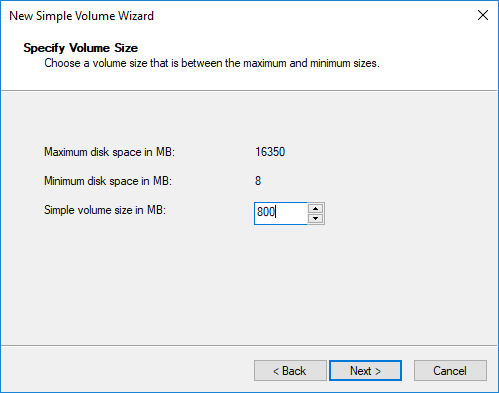 New Simple Volume Wizard
Specify Volume Size
Choose a volume size that is between the maximum and minimum sizes.
Maximum disk space in MB: 16350
Minimum disk space in MB: 8
Simple volume size in MB: 800
< Back Next > Cancel